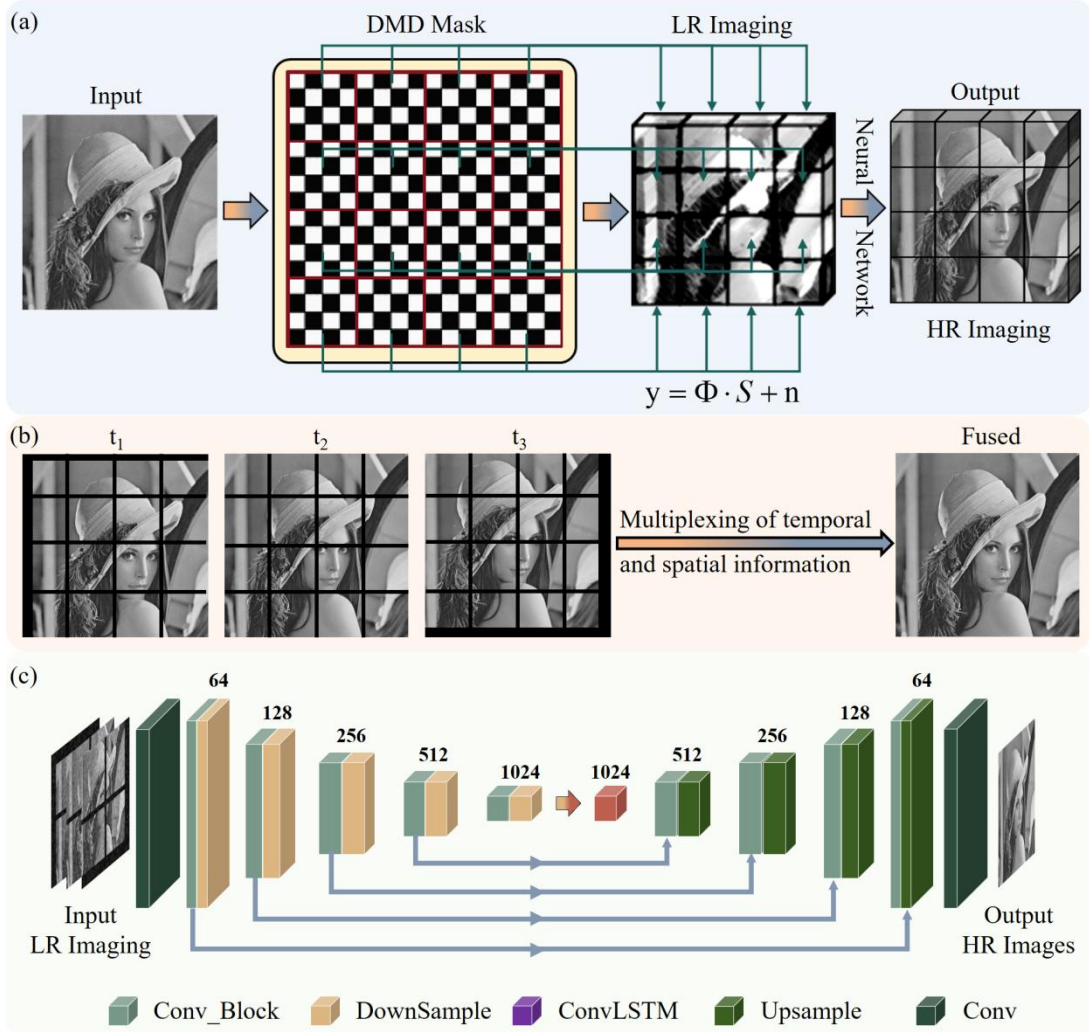 (a)
DMD Mask
LR Imaging
Input
Output
Neural
Network
HR Imaging
y = Φ · S + n
(b)
t₁
t₂
t₃
Fused
Multiplexing of temporal
and spatial information
(c)
64
128
256
512
1024
1024
512
256
128
64
Input
LR Imaging
Output
HR Images
Conv_Block
DownSample
ConvLSTM
Upsample
Conv